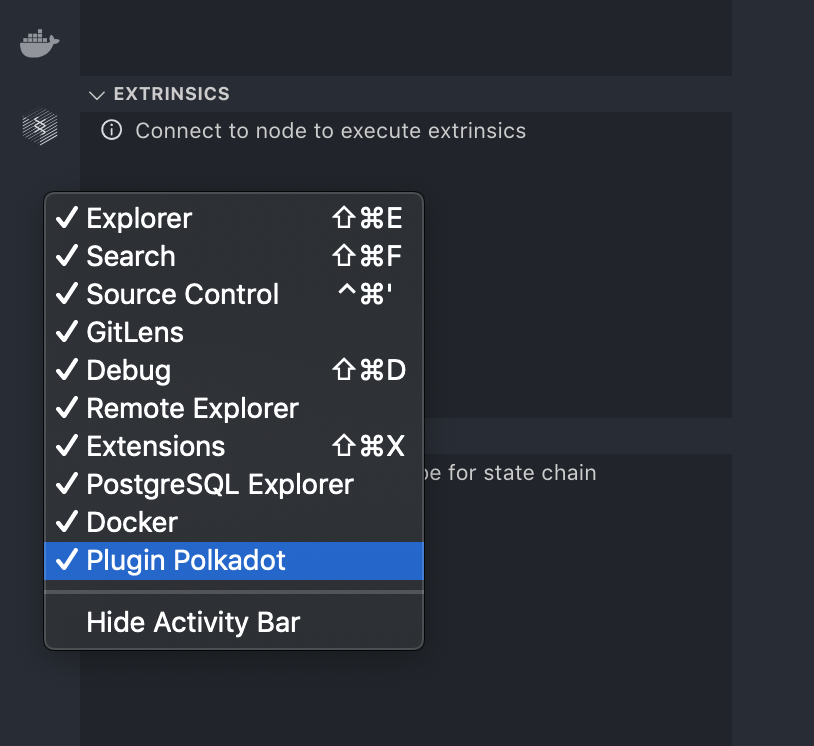 EXTRINSICS
Connect to node to execute extrinsics
✓ Explorer ⇧⌘E
✓ Search ⇧⌘F
✓ Source Control ^⌘'
✓ GitLens
✓ Debug ⇧⌘D
✓ Remote Explorer
✓ Extensions ⇧⌘X
✓ PostgreSQL Explorer
for state chain
✓ Docker
✓ Plugin Polkadot
Hide Activity Bar